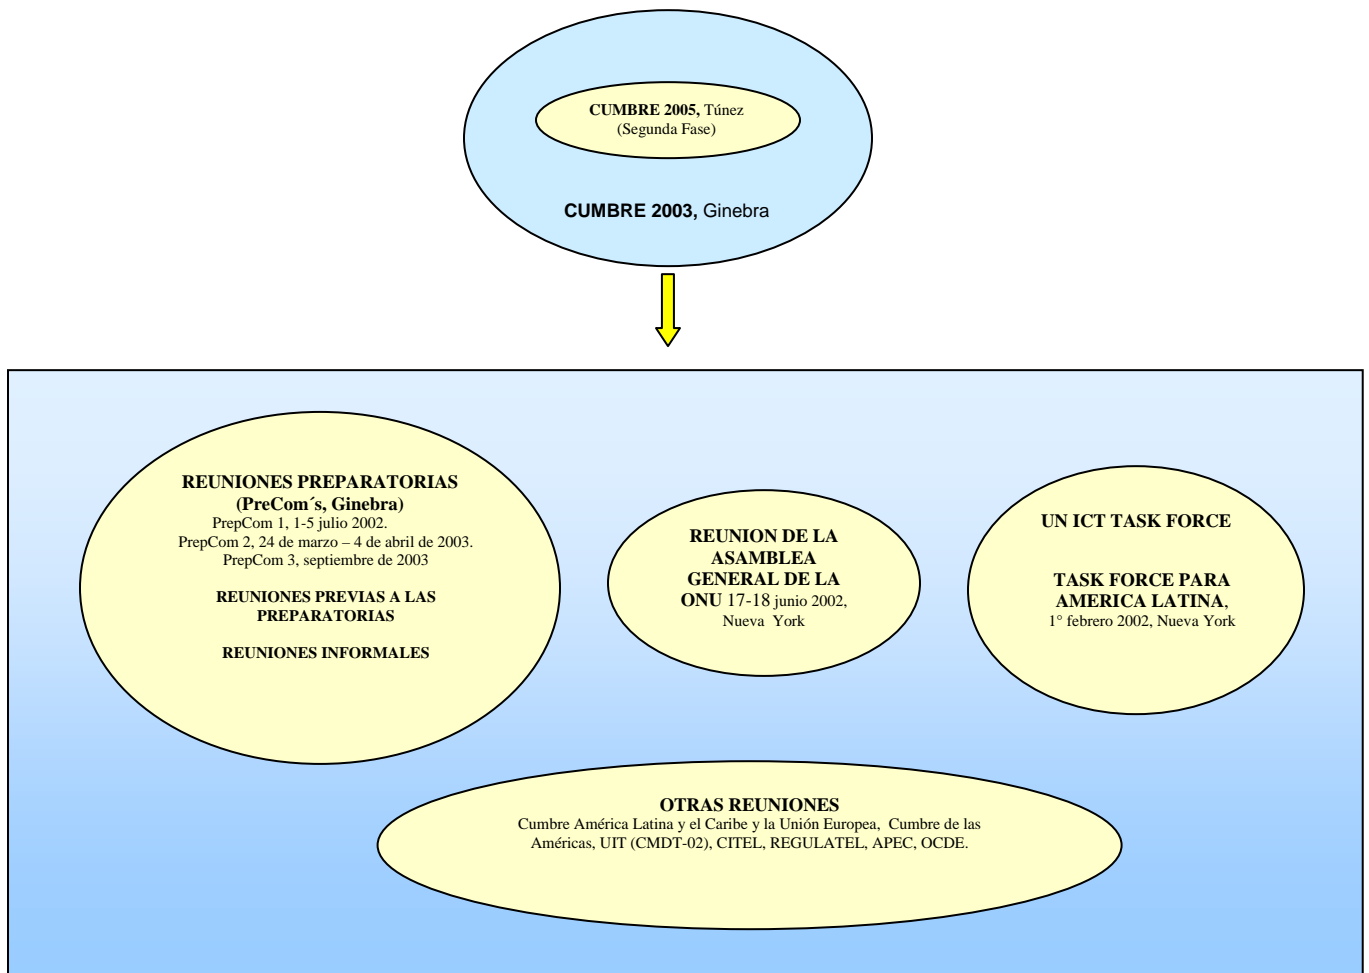 CUMBRE 2005, Túnez
(Segunda Fase)
CUMBRE 2003, Ginebra
REUNIONES PREPARATORIAS
(PreCom´s, Ginebra)
PrepCom 1, 1-5 julio 2002.
PrepCom 2, 24 de marzo – 4 de abril de 2003.
PrepCom 3, septiembre de 2003
REUNIONES PREVIAS A LAS
PREPARATORIAS
REUNIONES INFORMALES
REUNION DE LA
ASAMBLEA
GENERAL DE LA
ONU 17-18 junio 2002,
Nueva York
UN ICT TASK FORCE
TASK FORCE PARA
AMERICA LATINA,
1° febrero 2002, Nueva York
OTRAS REUNIONES
Cumbre América Latina y el Caribe y la Unión Europea, Cumbre de las
Américas, UIT (CMDT-02), CITEL, REGULATEL, APEC, OCDE.